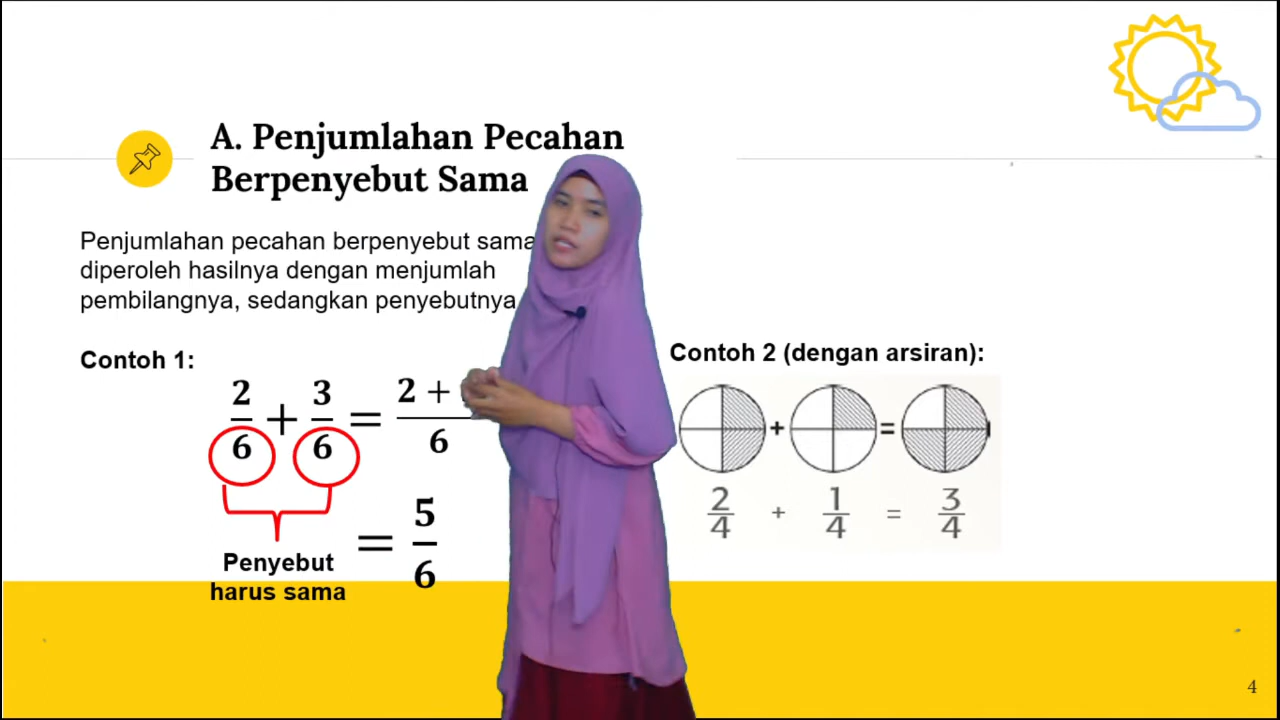 A. Penjumlahan Pecahan
Berpenyebut Sama
Penjumlahan pecahan berpenyebut sama
diperoleh hasilnya dengan menjumlah
pembilangnya, sedangkan penyebutnya
Contoh 1:
2/6 + 3/6 = 2 + /6
= 5/6
Penyebut
harus sama
Contoh 2 (dengan arsiran):
+ =
2/4 + 1/4 = 3/4
4